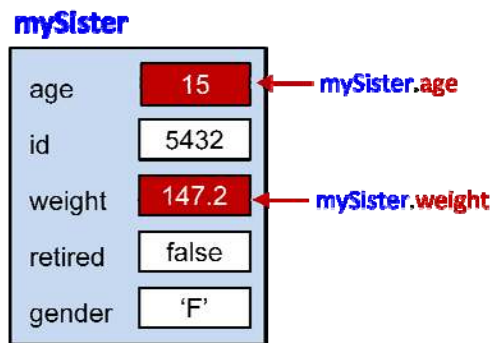 mySister
age 15 mySister.age
id 5432
weight 147.2 mySister.weight
retired false
gender ‘F’